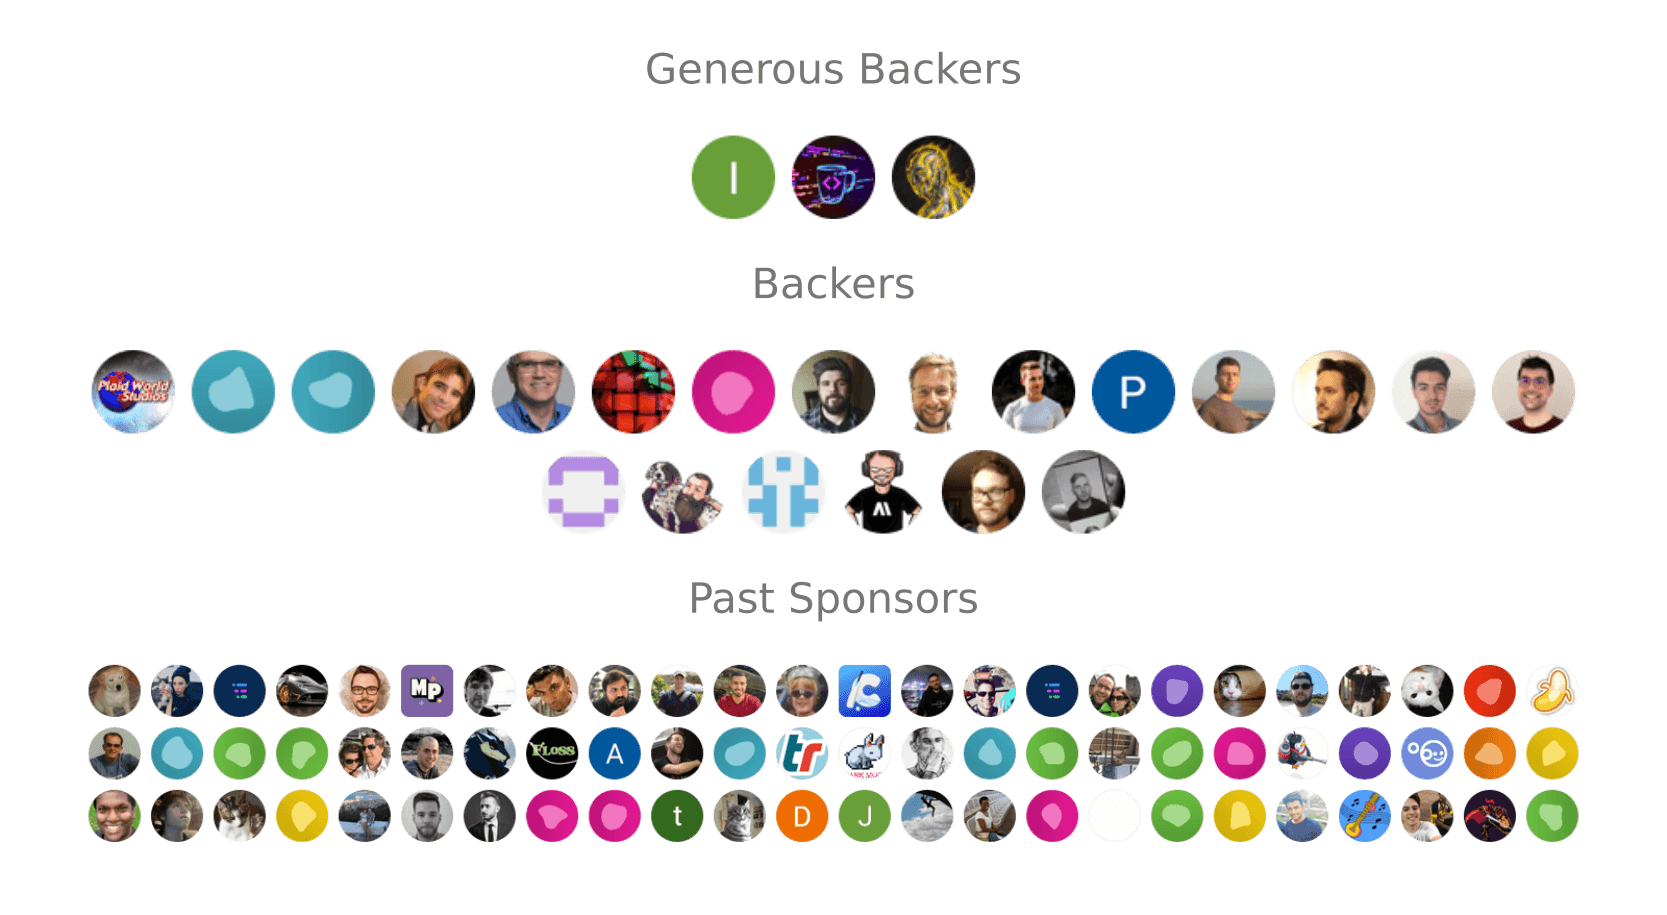 Generous Backers
I
<>
Backers
Plaid World
Studios
P
Past Sponsors
MP
C
FLOSS
A
tr
t
D
J